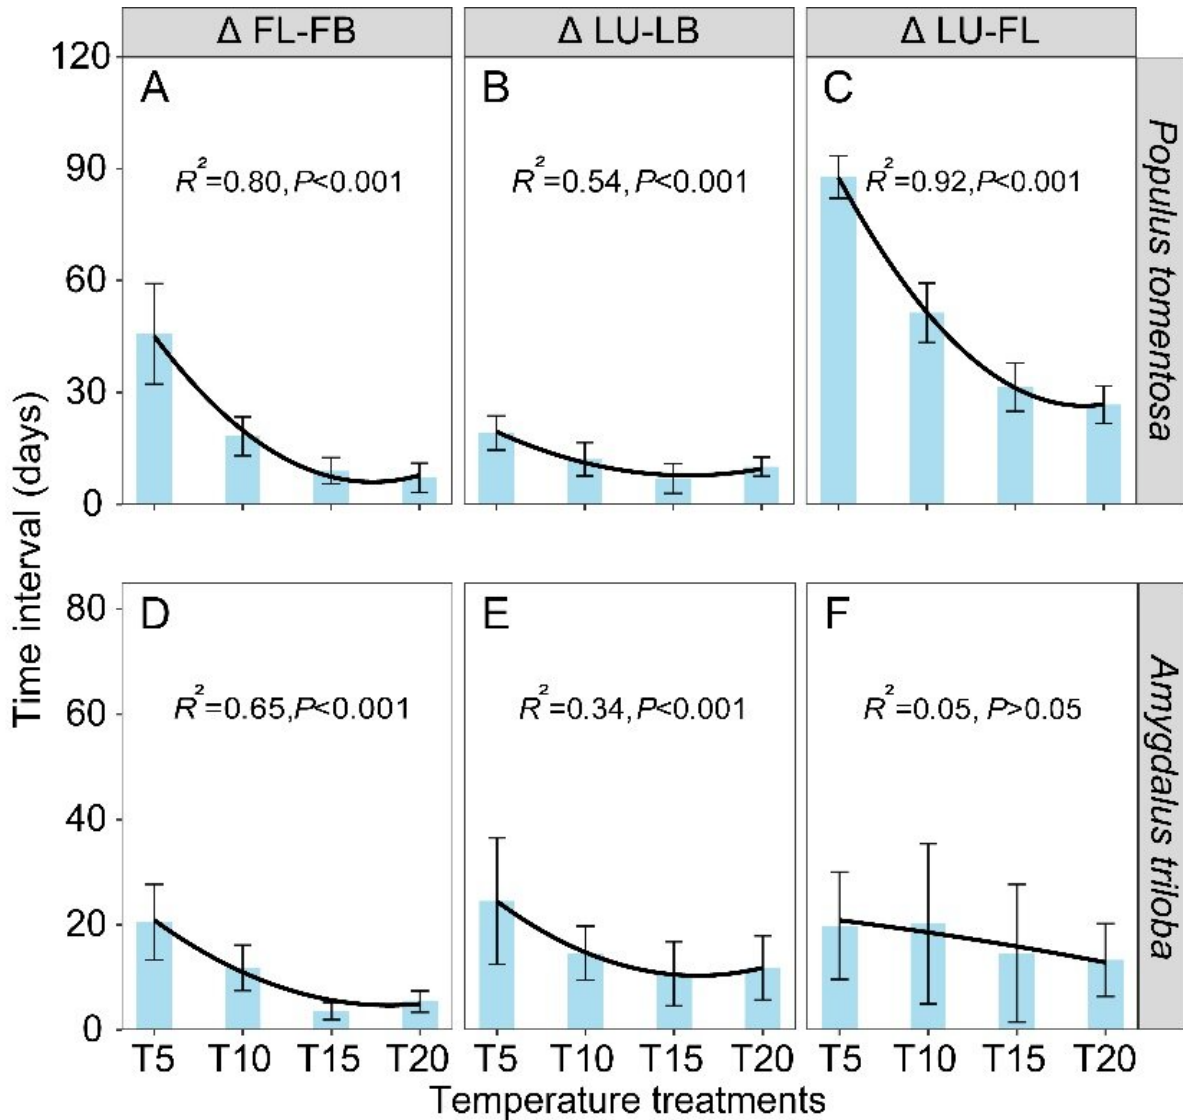 Δ FL-FB
Δ LU-LB
Δ LU-FL
120
90
60
30
0
A
R²=0.80, P<0.001
B
R²=0.54, P<0.001
C
R²=0.92, P<0.001
Populus tomentosa
Time interval (days)
80
60
40
20
0
D
R²=0.65, P<0.001
E
R²=0.34, P<0.001
F
R²=0.05, P>0.05
Amygdalus triloba
T5 T10 T15 T20
T5 T10 T15 T20
T5 T10 T15 T20
Temperature treatments